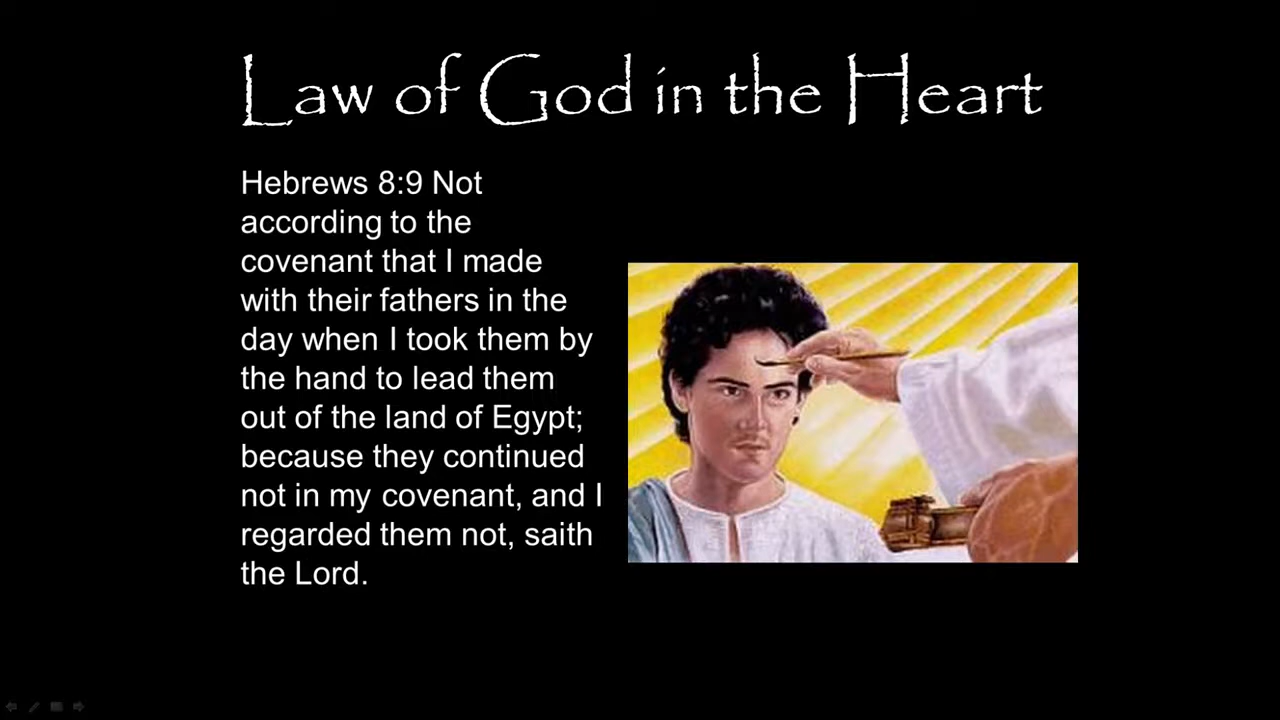 Law of God in the Heart
Hebrews 8:9 Not
according to the
covenant that I made
with their fathers in the
day when I took them by
the hand to lead them
out of the land of Egypt;
because they continued
not in my covenant, and I
regarded them not, saith
the Lord.